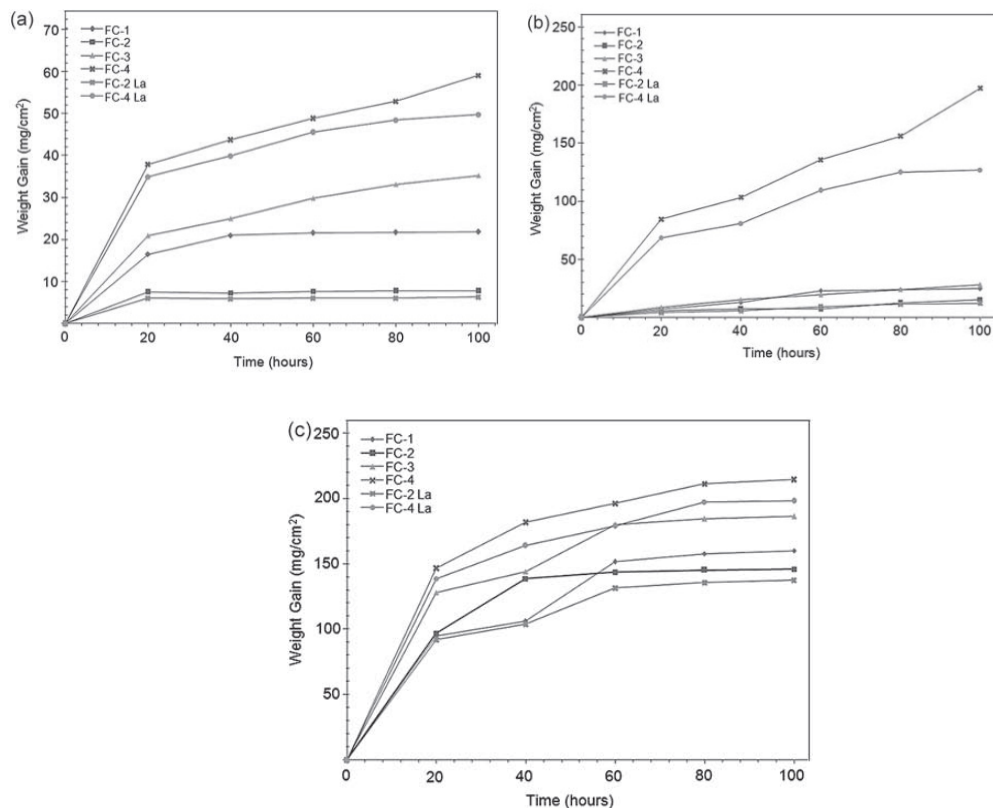 (a)
70
60
50
40
30
20
10
0
20
40
60
80
100
Weight Gain (mg/cm²)
Time (hours)
FC-1
FC-2
FC-3
FC-4
FC-2 La
FC-4 La
(b)
250
200
150
100
50
0
20
40
60
80
100
Weight Gain (mg/cm²)
Time (hours)
FC-1
FC-2
FC-3
FC-4
FC-2 La
FC-4 La
(c)
250
200
150
100
50
0
20
40
60
80
100
Weight Gain (mg/cm²)
Time (hours)
FC-1
FC-2
FC-3
FC-4
FC-2 La
FC-4 La